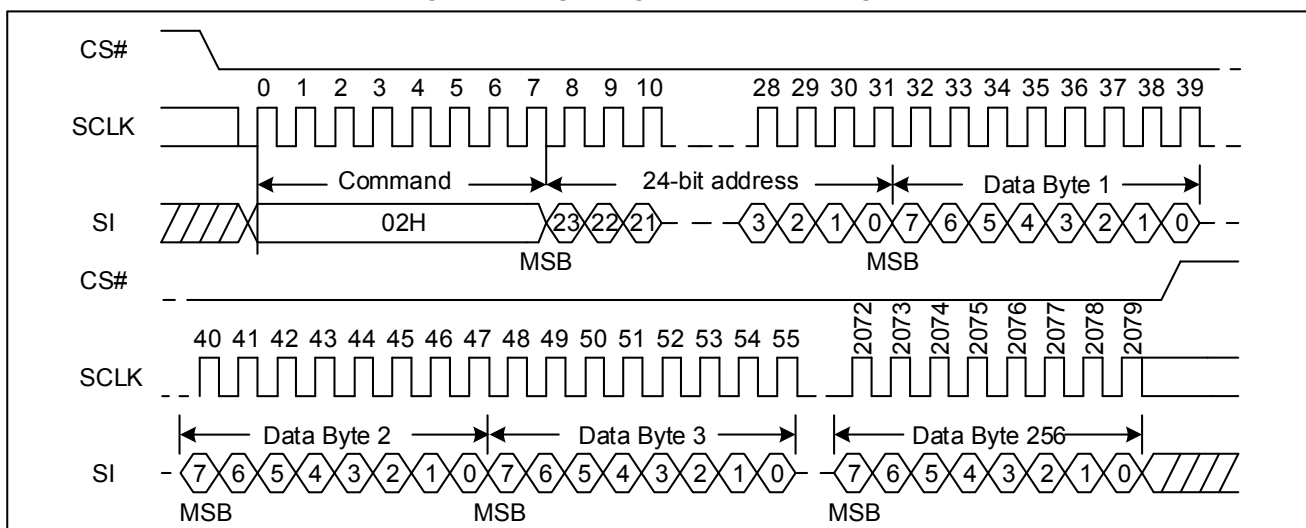 CS#
0 1 2 3 4 5 6 7 8 9 10 28 29 30 31 32 33 34 35 36 37 38 39
SCLK
Command 24-bit address Data Byte 1
SI 02H 23 22 21 3 2 1 0 7 6 5 4 3 2 1 0
MSB MSB
CS#
40 41 42 43 44 45 46 47 48 49 50 51 52 53 54 55 2072 2073 2074 2075 2076 2077 2078 2079
SCLK
Data Byte 2 Data Byte 3 Data Byte 256
SI 7 6 5 4 3 2 1 0 7 6 5 4 3 2 1 0 7 6 5 4 3 2 1 0
MSB MSB MSB